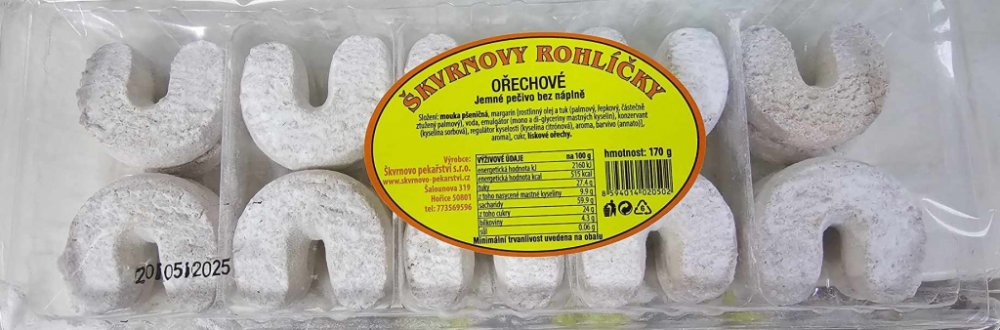 ŠKVRNOVY ROHLÍČKY
OŘECHOVÉ
Jemné pečivo bez náplně
Složení: mouka pšeničná, margarin [rostlinný olej a tuk (palmový, řepkový, částečně
ztužený palmový), voda, emulgátor (mono a di-glyceriny mastných kyselin), konzervant
(kyselina sorbová), regulátor kyselosti (kyselina citrónová), aroma, barvivo (annato)],
aroma], cukr, lískové ořechy.
Výrobce:
Škvrnovo pekařství s.r.o.
www.skvrnovo-pekarstvi.cz
Šalounova 319
Hořice 50801
tel: 773569596
VÝŽIVOVÉ ÚDAJE na 100 g
energetická hodnota kJ 2160 kJ
energetická hodnota kcal 515 kcal
tuky 27.4 g
z toho nasycené mastné kyseliny 9.9 g
sacharidy 59.9 g
z toho cukry 24 g
bílkoviny 4.3 g
sůl 0.06 g
Minimální trvanlivost uvedena na obalu
hmotnost: 170 g
8 594014 020502
20/05/2025